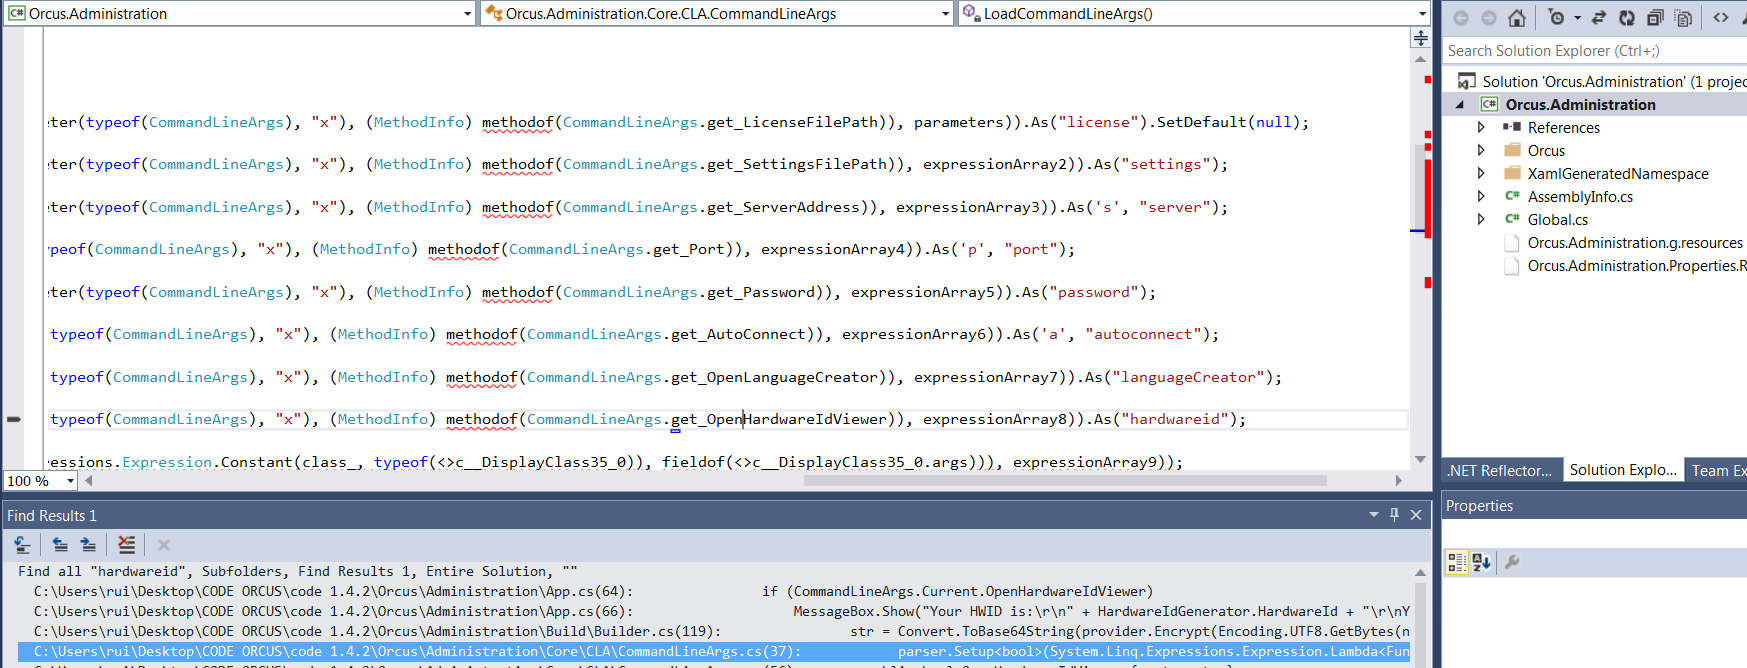 Orcus.Administration
Orcus.Administration.Core.CLA.CommandLineArgs
LoadCommandLineArgs()
ter(typeof(CommandLineArgs), "x"), (MethodInfo) methodof(CommandLineArgs.get_LicenseFilePath)), parameters)).As("license").SetDefault(null);
ter(typeof(CommandLineArgs), "x"), (MethodInfo) methodof(CommandLineArgs.get_SettingsFilePath)), expressionArray2)).As("settings");
ter(typeof(CommandLineArgs), "x"), (MethodInfo) methodof(CommandLineArgs.get_ServerAddress)), expressionArray3)).As('s', "server");
ypeof(CommandLineArgs), "x"), (MethodInfo) methodof(CommandLineArgs.get_Port)), expressionArray4)).As('p', "port");
ter(typeof(CommandLineArgs), "x"), (MethodInfo) methodof(CommandLineArgs.get_Password)), expressionArray5)).As("password");
typeof(CommandLineArgs), "x"), (MethodInfo) methodof(CommandLineArgs.get_AutoConnect)), expressionArray6)).As('a', "autoconnect");
typeof(CommandLineArgs), "x"), (MethodInfo) methodof(CommandLineArgs.get_OpenLanguageCreator)), expressionArray7)).As("languageCreator");
typeof(CommandLineArgs), "x"), (MethodInfo) methodof(CommandLineArgs.get_OpenHardwareIdViewer)), expressionArray8)).As("hardwareid");
essions.Expression.Constant(class_, typeof(<>c__DisplayClass35_0)), fieldof(<>c__DisplayClass35_0.args))), expressionArray9));
100 %
Find Results 1
Find all "hardwareid", Subfolders, Find Results 1, Entire Solution, ""
C:\Users\rui\Desktop\CODE ORCUS\code 1.4.2\Orcus\Administration\App.cs(64): if (CommandLineArgs.Current.OpenHardwareIdViewer)
C:\Users\rui\Desktop\CODE ORCUS\code 1.4.2\Orcus\Administration\App.cs(66): MessageBox.Show("Your HWID is:\r\n" + HardwareIdGenerator.HardwareId + "\r\nY
C:\Users\rui\Desktop\CODE ORCUS\code 1.4.2\Orcus\Administration\Build\Builder.cs(119): str = Convert.ToBase64String(provider.Encrypt(Encoding.UTF8.GetBytes(n
C:\Users\rui\Desktop\CODE ORCUS\code 1.4.2\Orcus\Administration\Core\CLA\CommandLineArgs.cs(37): parser.Setup<bool>(System.Linq.Expressions.Expression.Lambda<Fun
Search Solution Explorer (Ctrl+;)
Solution 'Orcus.Administration' (1 projec
Orcus.Administration
References
Orcus
XamlGeneratedNamespace
AssemblyInfo.cs
Global.cs
Orcus.Administration.g.resources
Orcus.Administration.Properties.R
.NET Reflector...
Solution Explo...
Team Ex
Properties